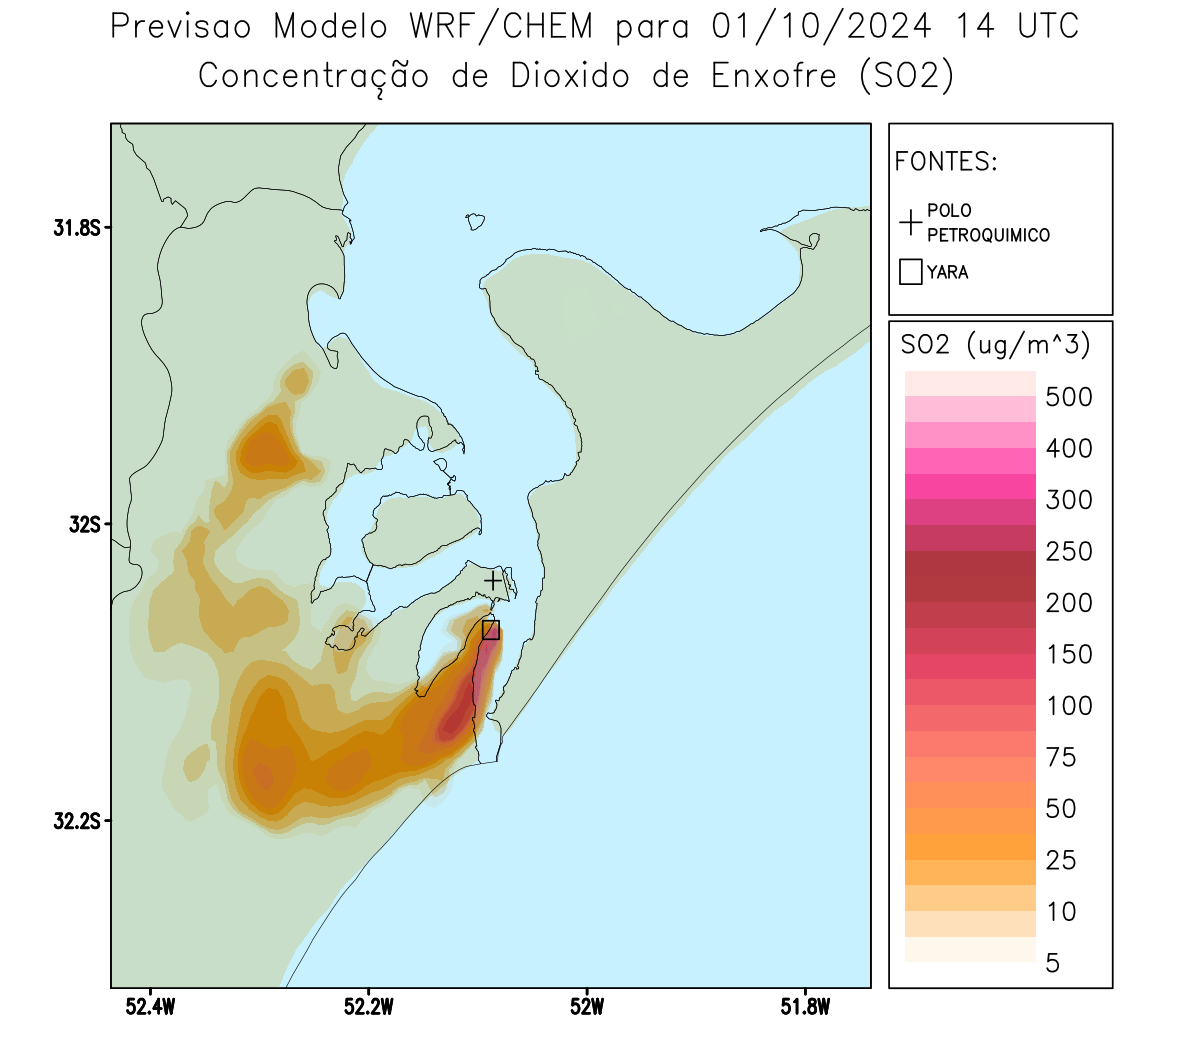 Previsao Modelo WRF/CHEM para 01/10/2024 14 UTC
Concentração de Dioxido de Enxofre (SO2)
FONTES:
POLO
PETROQUIMICO
YARA
SO2 (ug/m^3)
500
400
300
250
200
150
100
75
50
25
10
5
31.8S
32S
32.2S
52.4W
52.2W
52W
51.8W